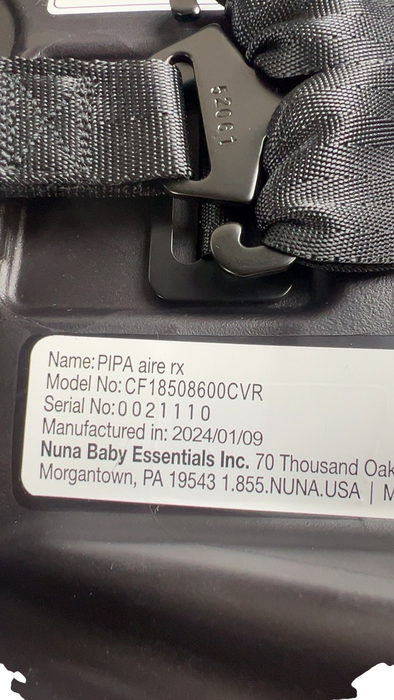 52061
Name: PIPA aire rx
Model No: CF18508600CVR
Serial No: 0021110
Manufactured in: 2024/01/09
Nuna Baby Essentials Inc. 70 Thousand Oak
Morgantown, PA 19543 1.855.NUNA.USA | M